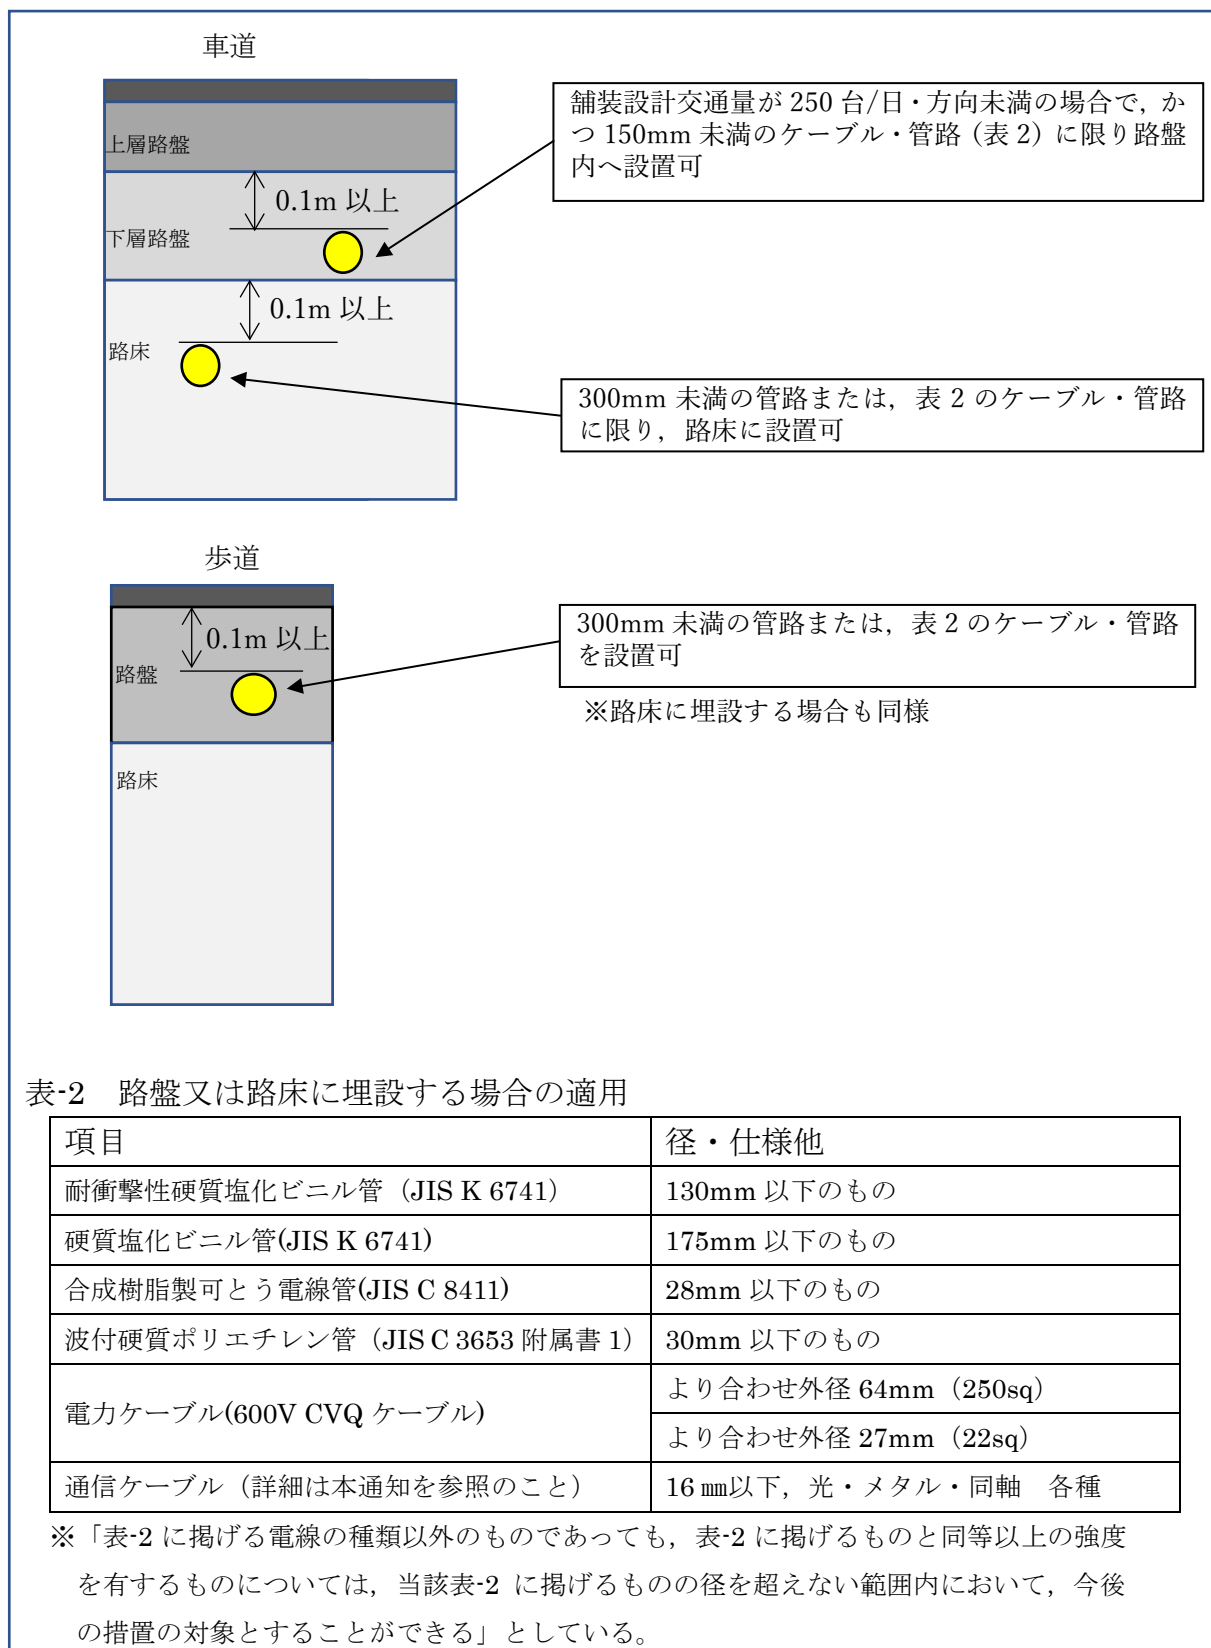 車道
舗装設計交通量が 250 台/日・方向未満の場合で，か
つ 150mm 未満のケーブル・管路（表 2）に限り路盤
内へ設置可
上層路盤
0.1m 以上
下層路盤
0.1m 以上
路床
300mm 未満の管路または，表 2 のケーブル・管路
に限り，路床に設置可
歩道
300mm 未満の管路または，表 2 のケーブル・管路
を設置可
0.1m 以上
路盤
※路床に埋設する場合も同様
路床
表-2　路盤又は路床に埋設する場合の適用
項目　径・仕様他
耐衝撃性硬質塩化ビニル管（JIS K 6741）　130mm 以下のもの
硬質塩化ビニル管(JIS K 6741)　175mm 以下のもの
合成樹脂製可とう電線管(JIS C 8411)　28mm 以下のもの
波付硬質ポリエチレン管（JIS C 3653 附属書 1）　30mm 以下のもの
電力ケーブル(600V CVQ ケーブル)　より合わせ外径 64mm（250sq）
より合わせ外径 27mm（22sq）
通信ケーブル（詳細は本通知を参照のこと）　16 ㎜以下，光・メタル・同軸　各種
※「表-2 に掲げる電線の種類以外のものであっても，表-2 に掲げるものと同等以上の強度
を有するものについては，当該表-2 に掲げるものの径を超えない範囲内において，今後
の措置の対象とすることができる」としている。